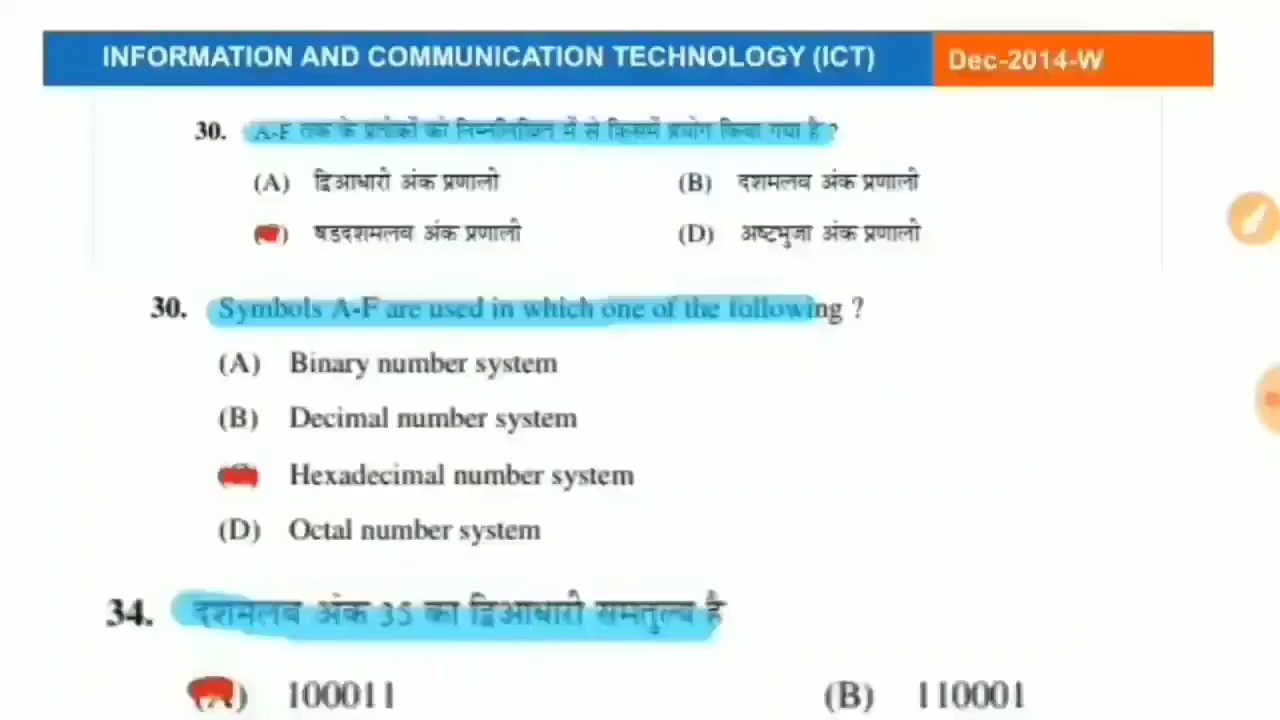 INFORMATION AND COMMUNICATION TECHNOLOGY (ICT) Dec-2014-W
30. A-F तक के प्रतीकों को निम्नलिखित में से किसमें प्रयोग किया गया है ?
(A) द्विआधारी अंक प्रणाली (B) दशमलव अंक प्रणाली
) षडदशमलव अंक प्रणाली (D) अष्टभुजा अंक प्रणाली
30. Symbols A-F are used in which one of the following ?
(A) Binary number system
(B) Decimal number system
Hexadecimal number system
(D) Octal number system
34. दशमलव अंक 35 का द्विआधारी समतुल्य है
(A) 100011 (B) 110001